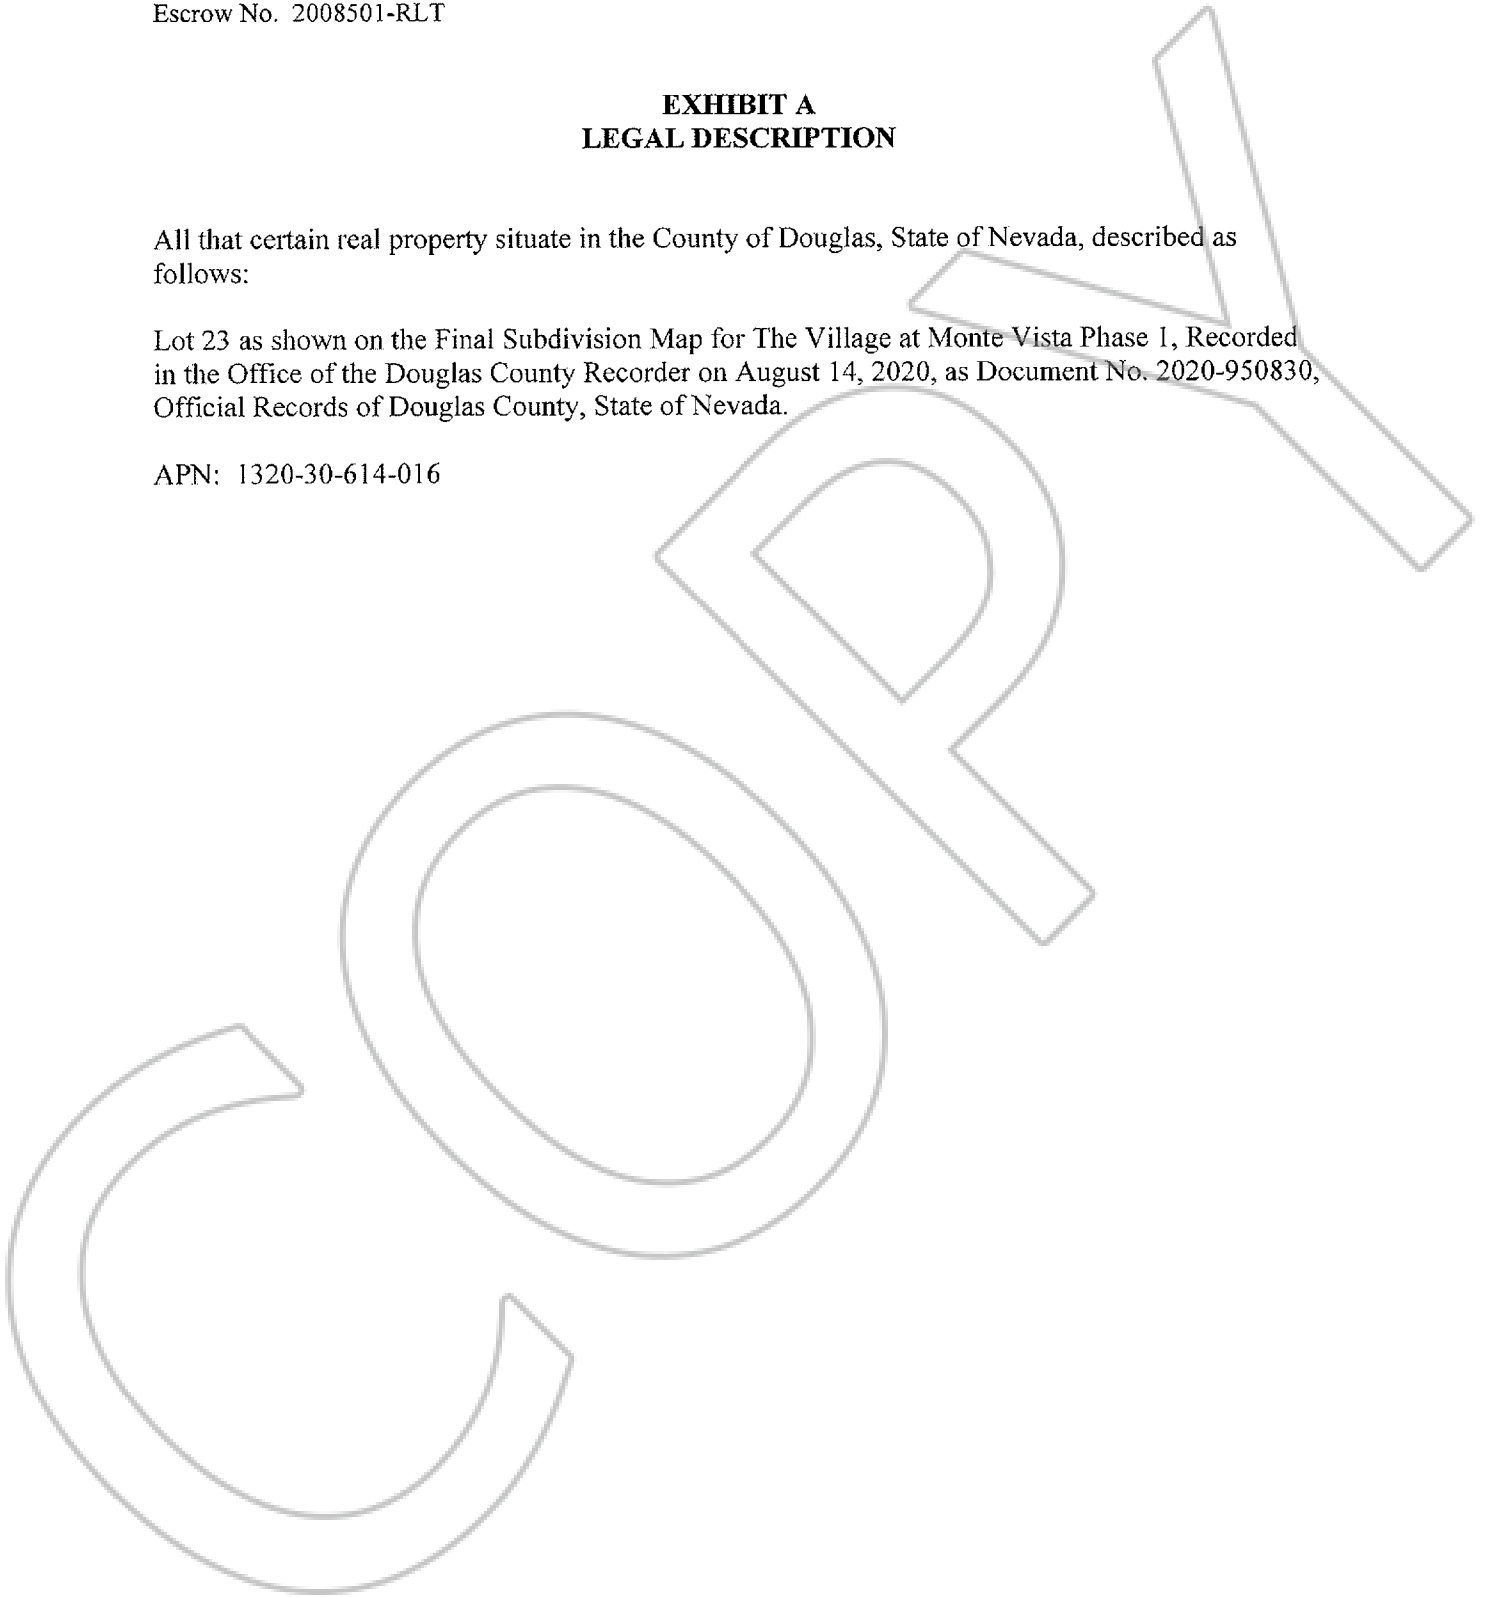 Escrow No. 2008501-RLT
EXHIBIT A
LEGAL DESCRIPTION
All that certain real property situate in the County of Douglas, State of Nevada, described as
follows:
Lot 23 as shown on the Final Subdivision Map for The Village at Monte Vista Phase 1, Recorded
in the Office of the Douglas County Recorder on August 14, 2020, as Document No. 2020-950830,
Official Records of Douglas County, State of Nevada.
APN: 1320-30-614-016
COPY